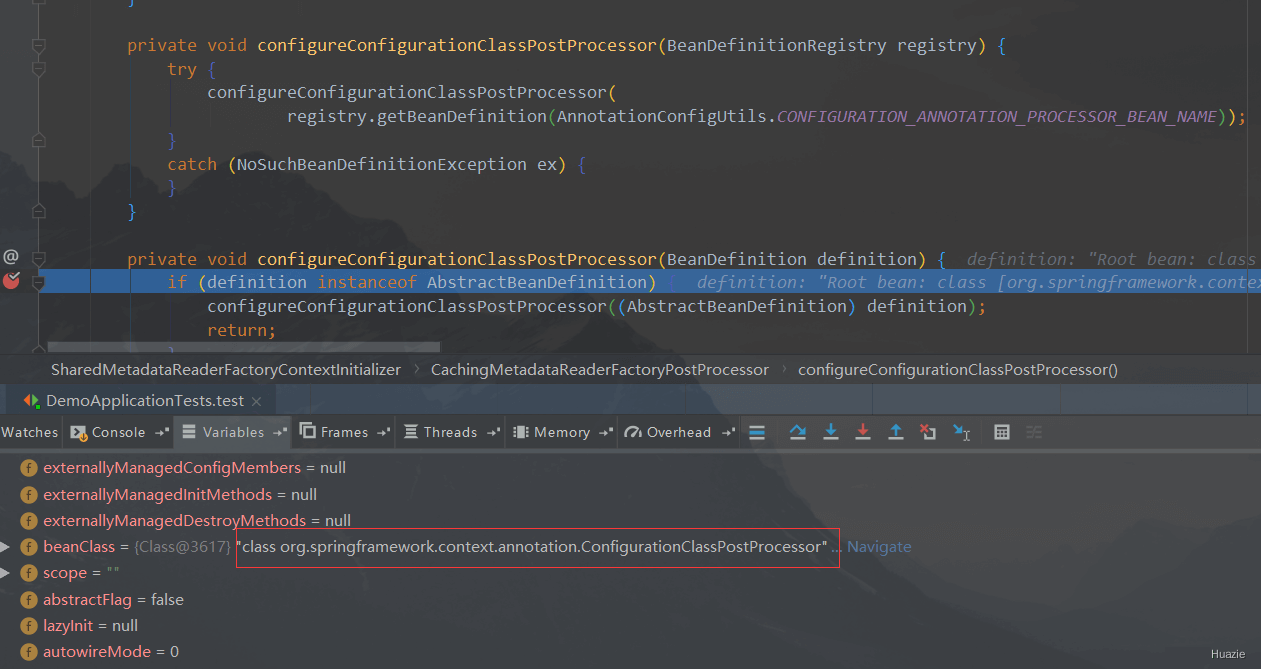 }
private void configureConfigurationClassPostProcessor(BeanDefinitionRegistry registry) {
try {
configureConfigurationClassPostProcessor(
registry.getBeanDefinition(AnnotationConfigUtils.CONFIGURATION_ANNOTATION_PROCESSOR_BEAN_NAME));
}
catch (NoSuchBeanDefinitionException ex) {
}
}
@
private void configureConfigurationClassPostProcessor(BeanDefinition definition) { definition: "Root bean: class
if (definition instanceof AbstractBeanDefinition) { definition: "Root bean: class [org.springframework.contex
configureConfigurationClassPostProcessor((AbstractBeanDefinition) definition);
return;
}
SharedMetadataReaderFactoryContextInitializer › CachingMetadataReaderFactoryPostProcessor › configureConfigurationClassPostProcessor()
DemoApplicationTests.test ×
Watches Console Variables Frames Threads Memory Overhead
f externallyManagedConfigMembers = null
f externallyManagedInitMethods = null
f externallyManagedDestroyMethods = null
f beanClass = {Class@3617} "class org.springframework.context.annotation.ConfigurationClassPostProcessor" ... Navigate
f scope = ""
f abstractFlag = false
f lazyInit = null
f autowireMode = 0
Huazie